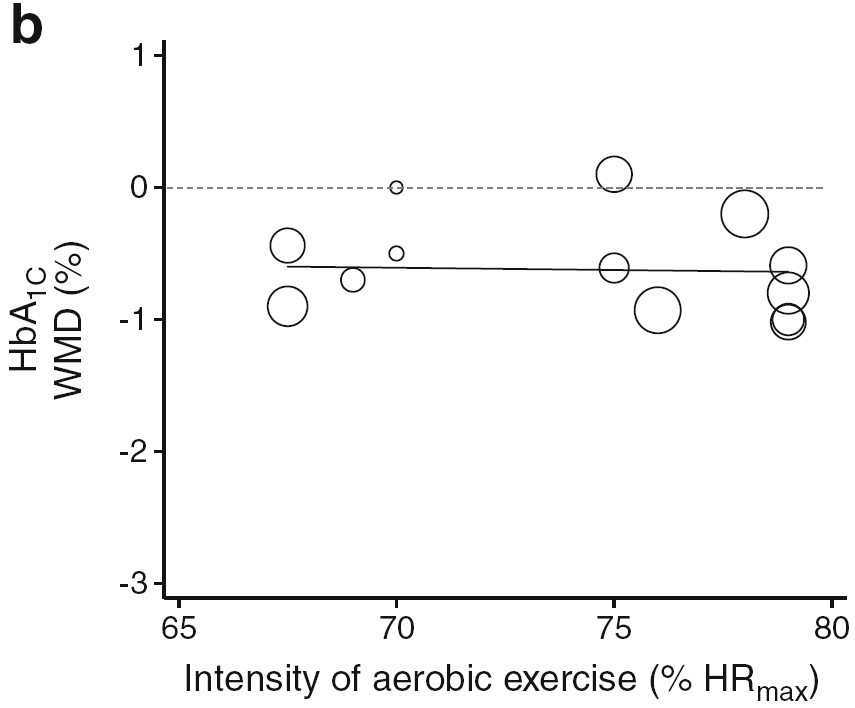 b
1
0
-1
-2
-3
HbA1C
WMD (%)
65 70 75 80
Intensity of aerobic exercise (% HRmax)